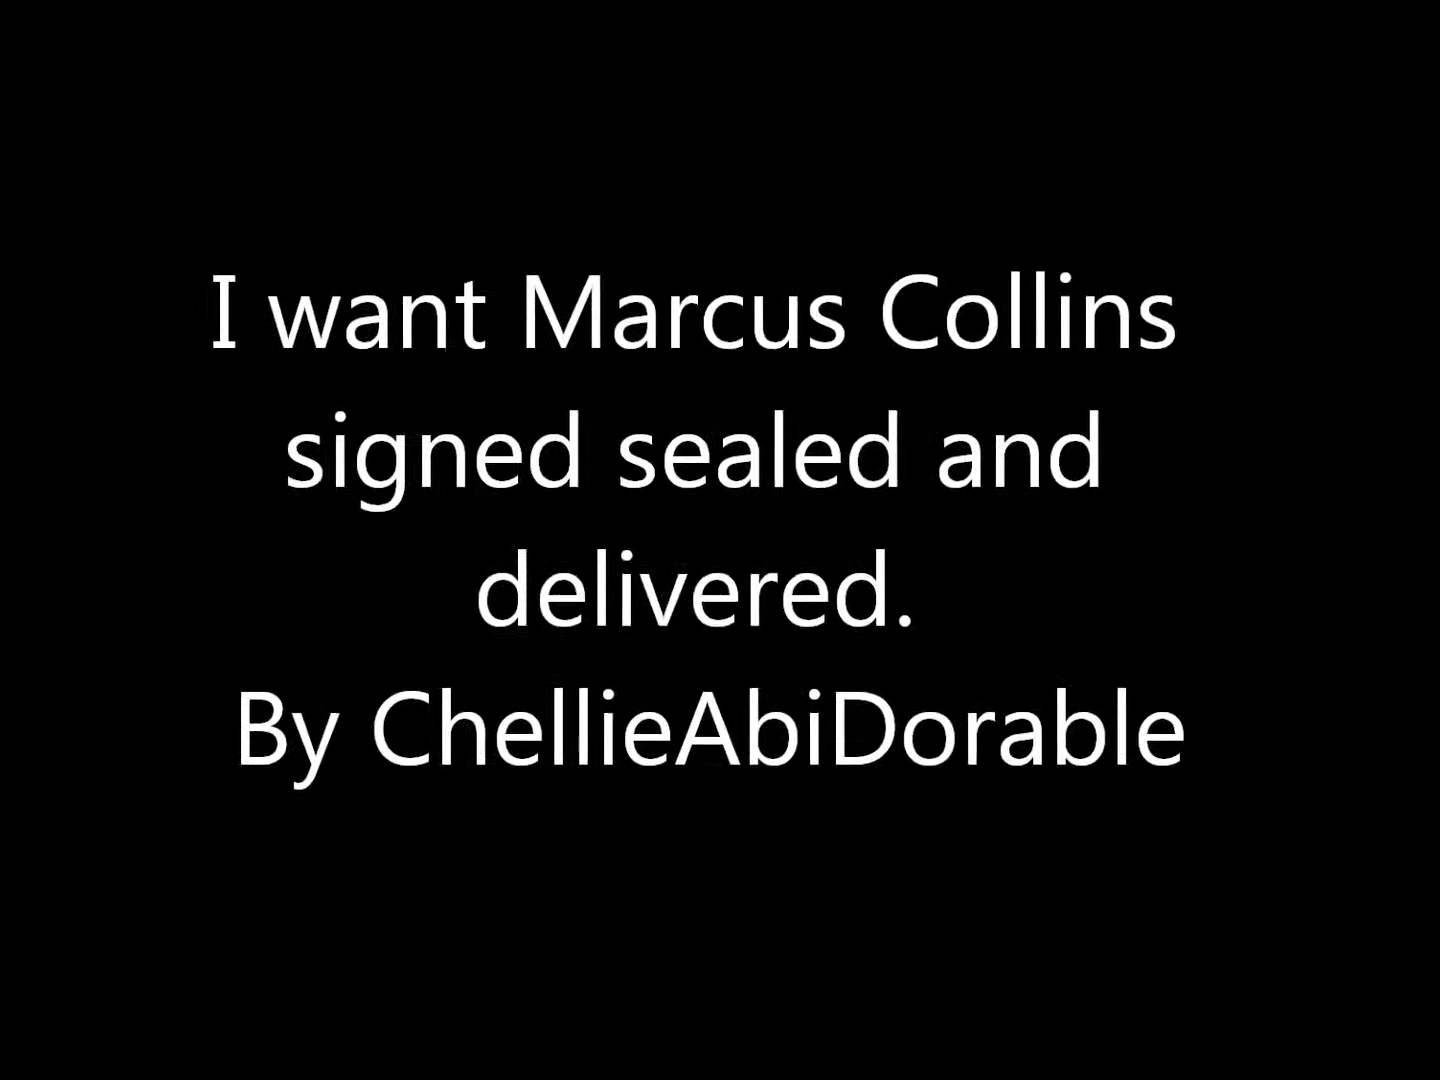 I want Marcus Collins
signed sealed and
delivered.
By ChellieAbiDorable